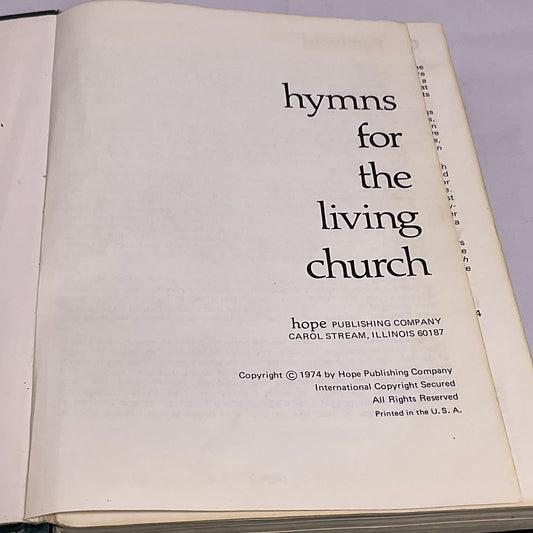 hymns
for
the
living
church
hope PUBLISHING COMPANY
CAROL STREAM, ILLINOIS 60187
Copyright © 1974 by Hope Publishing Company
International Copyright Secured
All Rights Reserved
Printed in the U. S. A.